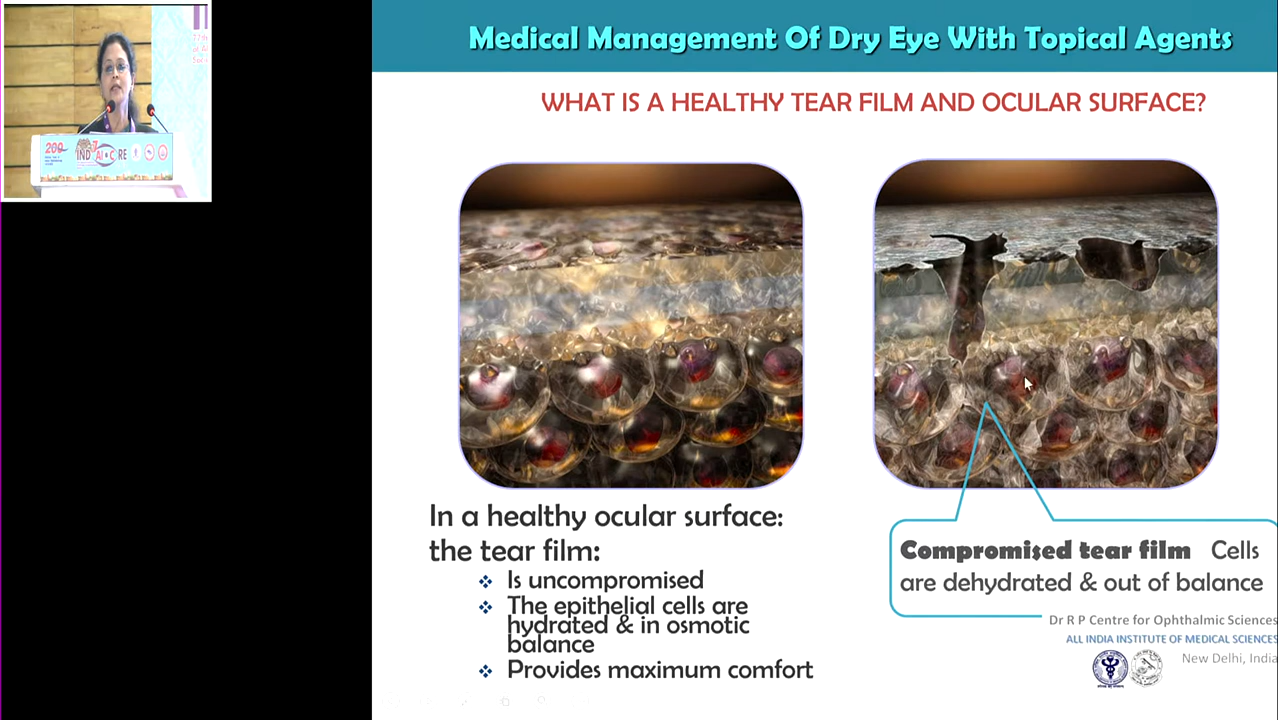 Medical Management Of Dry Eye With Topical Agents
WHAT IS A HEALTHY TEAR FILM AND OCULAR SURFACE?
In a healthy ocular surface:
the tear film:
❖ Is uncompromised
❖ The epithelial cells are
hydrated & in osmotic
balance
❖ Provides maximum comfort
Compromised tear film Cells
are dehydrated & out of balance
Dr R P Centre for Ophthalmic Sciences
ALL INDIA INSTITUTE OF MEDICAL SCIENCES
New Delhi, India